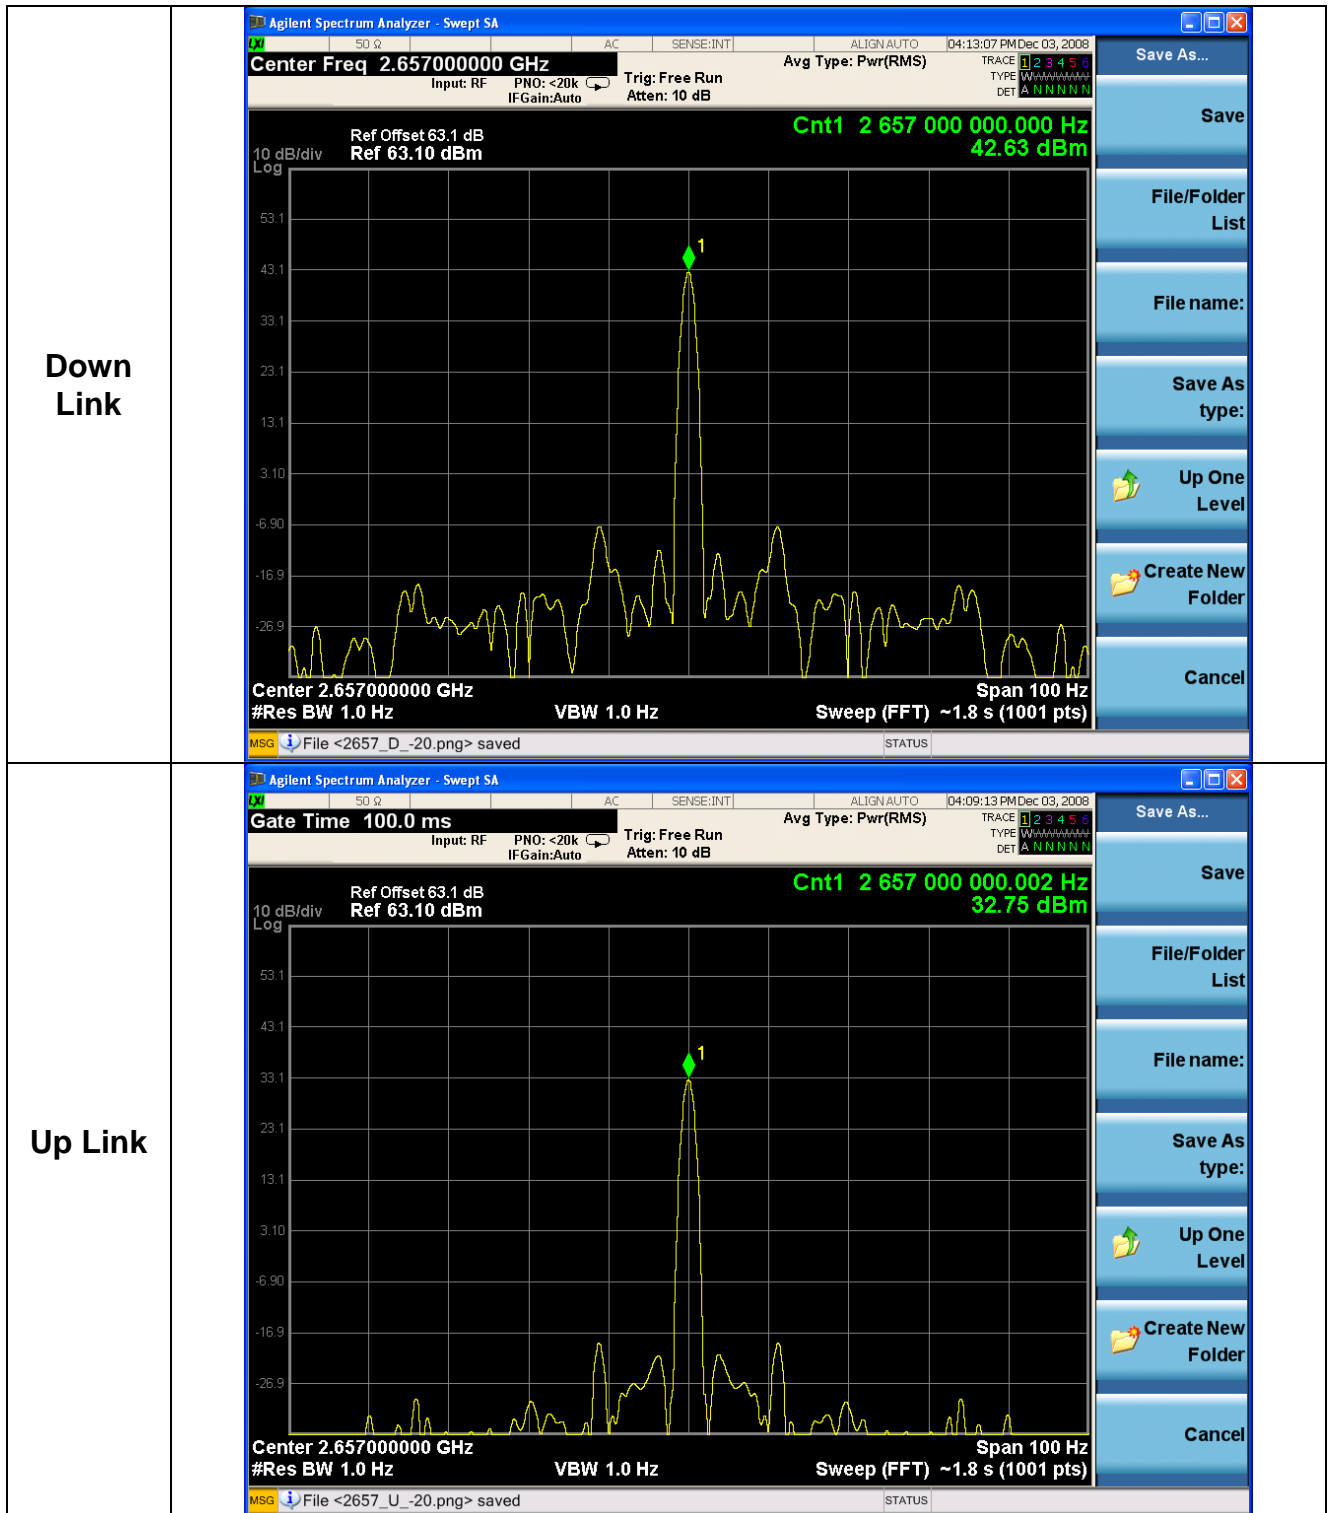 Down
Link
Agilent Spectrum Analyzer - Swept SA
LXI 50 Ω AC SENSE:INT ALIGN AUTO 04:13:07 PM Dec 03, 2008
Center Freq 2.657000000 GHz
Input: RF PNO: <20k IFGain:Auto
Trig: Free Run
Atten: 10 dB
Avg Type: Pwr(RMS)
TRACE 1 2 3 4 5 6
TYPE
DET A N N N N N
Cnt1 2 657 000 000.000 Hz
42.63 dBm
Ref Offset 63.1 dB
10 dB/div Ref 63.10 dBm
Log
53.1
43.1
33.1
23.1
13.1
3.10
-6.90
-16.9
-26.9
1
Center 2.657000000 GHz Span 100 Hz
#Res BW 1.0 Hz VBW 1.0 Hz Sweep (FFT) ~1.8 s (1001 pts)
MSG File <2657_D_-20.png> saved STATUS
Save As...
Save
File/Folder
List
File name:
Save As
type:
Up One
Level
Create New
Folder
Cancel
Up Link
Agilent Spectrum Analyzer - Swept SA
LXI 50 Ω AC SENSE:INT ALIGN AUTO 04:09:13 PM Dec 03, 2008
Gate Time 100.0 ms
Input: RF PNO: <20k IFGain:Auto
Trig: Free Run
Atten: 10 dB
Avg Type: Pwr(RMS)
TRACE 1 2 3 4 5 6
TYPE
DET A N N N N N
Cnt1 2 657 000 000.002 Hz
32.75 dBm
Ref Offset 63.1 dB
10 dB/div Ref 63.10 dBm
Log
53.1
43.1
33.1
23.1
13.1
3.10
-6.90
-16.9
-26.9
1
Center 2.657000000 GHz Span 100 Hz
#Res BW 1.0 Hz VBW 1.0 Hz Sweep (FFT) ~1.8 s (1001 pts)
MSG File <2657_U_-20.png> saved STATUS
Save As...
Save
File/Folder
List
File name:
Save As
type:
Up One
Level
Create New
Folder
Cancel